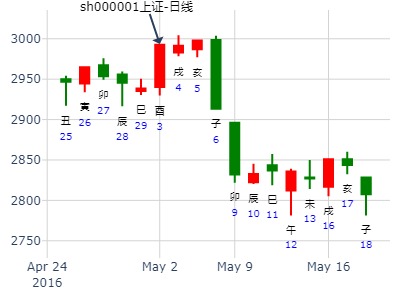 sh000001上证-日线
3000
2950
2900
2850
2800
2750
丑
25
寅
26
卯
27
辰
28
巳
29
酉
3
戌
4
亥
5
子
6
卯
9
辰
10
巳
11
午
12
未
13
戌
16
亥
17
子
18
Apr 24
2016
May 2
May 9
May 16